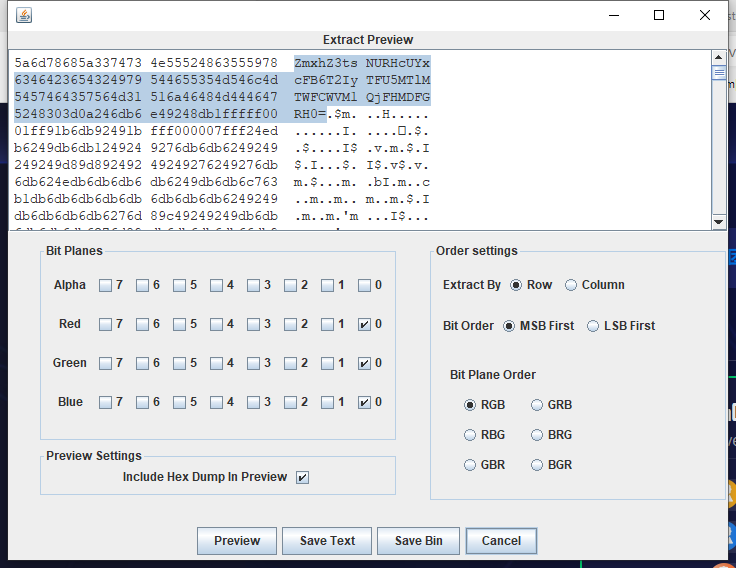 Extract Preview
5a6d78685a337473 4e55524863555978 ZmxhZ3ts NURHcUYx
6346423654324979 544655354d546c4d cFB6T2Iy TFU5MTlM
5457464357564d31 516a46484d444647 TWFCWVMl QjFHMDFG
5248303d0a246db6 e49248db1fffff00 RH0=.$m. ..H.....
01ff91b6db92491b fff000007fff24ed ......I. ....▯.$.
b6249db6db124924 9276db6db6249249 .$....I$ .v.m.$.I
249249d89d892492 49249276249276db $.I...$. I$.v$.v.
6db624edb6db6db6 db6249db6db6c763 m.$...m. .bI.m..c
b1db6db6db6db6db 6db6db6db6249249 ..m..m.. m..m.$.I
db6db6db6db6276d 89c49249249db6db .m..m.'m ...I$...
Bit Planes
Alpha 7 6 5 4 3 2 1 0
Red 7 6 5 4 3 2 1 0
Green 7 6 5 4 3 2 1 0
Blue 7 6 5 4 3 2 1 0
Preview Settings
Include Hex Dump In Preview
Order settings
Extract By Row Column
Bit Order MSB First LSB First
Bit Plane Order
RGB GRB
RBG BRG
GBR BGR
Preview Save Text Save Bin Cancel